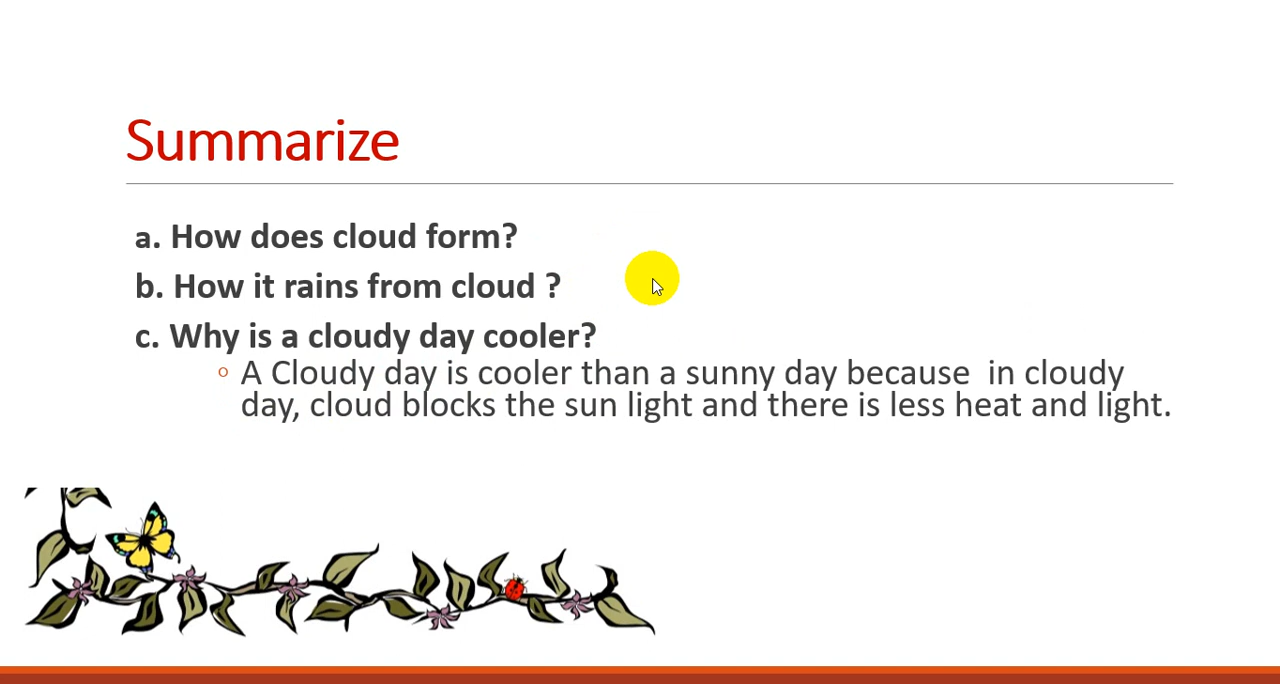 Summarize
a. How does cloud form?
b. How it rains from cloud ?
c. Why is a cloudy day cooler?
○ A Cloudy day is cooler than a sunny day because  in cloudy
day, cloud blocks the sun light and there is less heat and light.